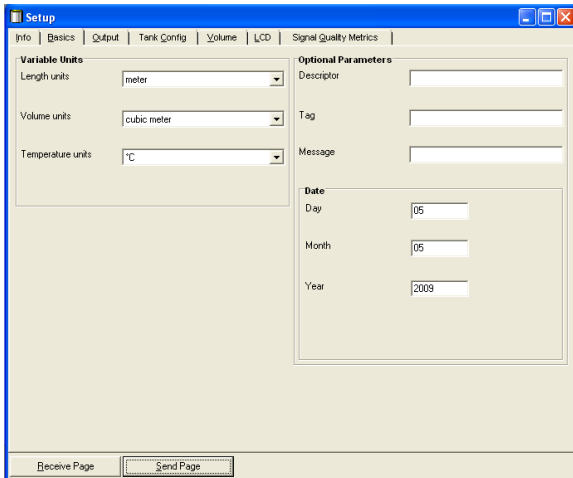 Setup
Info Basics Output Tank Config Volume LCD Signal Quality Metrics
Variable Units
Length units meter
Volume units cubic meter
Temperature units °C
Optional Parameters
Descriptor
Tag
Message
Date
Day 05
Month 05
Year 2009
Receive Page Send Page